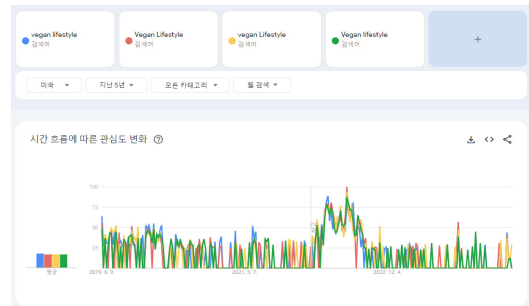 vegan lifestyle
검색어
Vegan Lifestyle
검색어
vegan Lifestyle
검색어
Vegan lifestyle
검색어
+
미국
지난 5년
모든 카테고리
웹 검색
시간 흐름에 따른 관심도 변화
100
75
50
25
평균
2019. 6. 9.
2021. 3. 7.
2022. 12. 4.